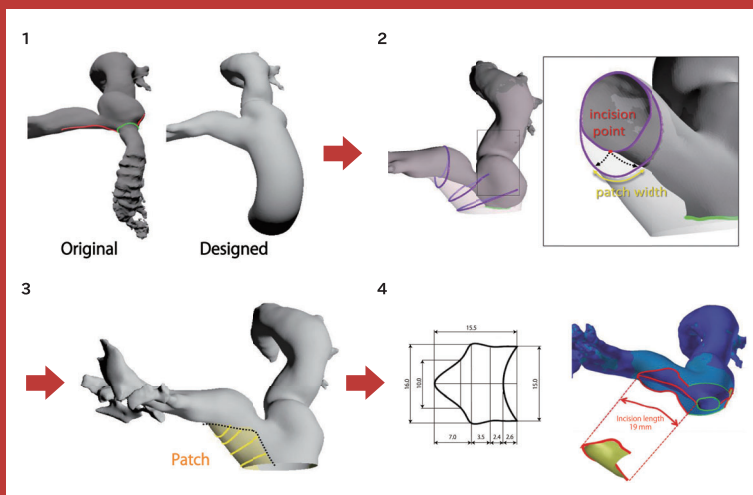 1
Original
Designed
2
incision
point
patch width
3
Patch
4
15.5
16.0
10.0
15.0
7.0
3.5
2.4
2.6
Incision length
19 mm